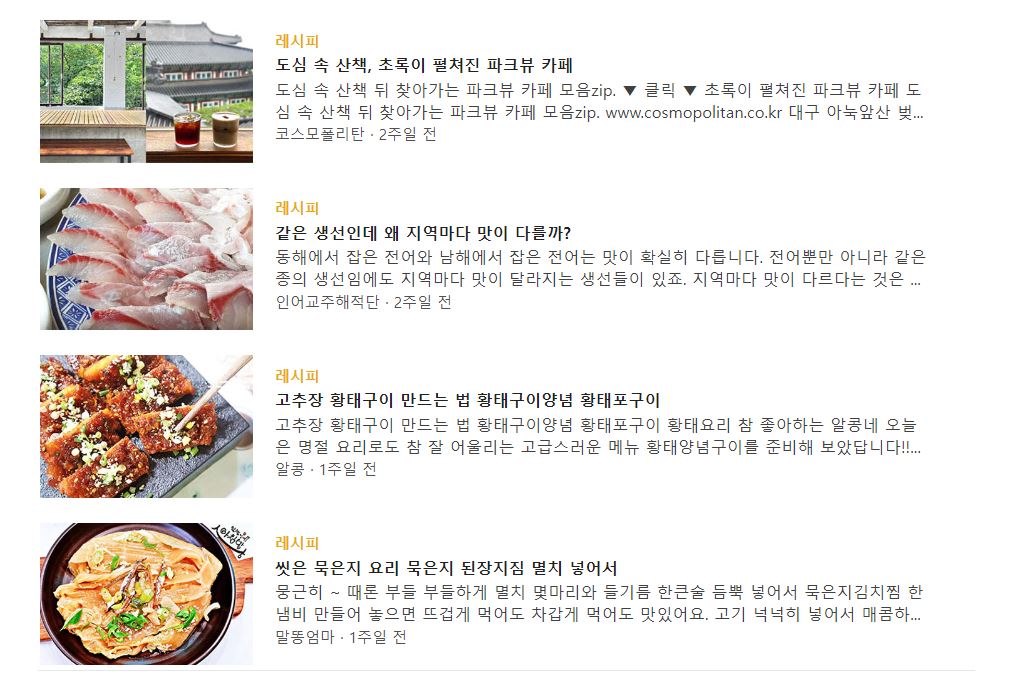 레시피
도심 속 산책, 초록이 펼쳐진 파크뷰 카페
도심 속 산책 뒤 찾아가는 파크뷰 카페 모음zip. ▼ 클릭 ▼ 초록이 펼쳐진 파크뷰 카페 도
심 속 산책 뒤 찾아가는 파크뷰 카페 모음zip. www.cosmopolitan.co.kr 대구 아눅앞산 벚...
코스모폴리탄 · 2주일 전
레시피
같은 생선인데 왜 지역마다 맛이 다를까?
동해에서 잡은 전어와 남해에서 잡은 전어는 맛이 확실히 다릅니다. 전어뿐만 아니라 같은
종의 생선임에도 지역마다 맛이 달라지는 생선들이 있죠. 지역마다 맛이 다르다는 것은 ...
인어교주해적단 · 2주일 전
레시피
고추장 황태구이 만드는 법 황태구이양념 황태포구이
고추장 황태구이 만드는 법 황태구이양념 황태포구이 황태요리 참 좋아하는 알콩네 오늘
은 명절 요리로도 참 잘 어울리는 고급스러운 메뉴 황태양념구이를 준비해 보았답니다!!...
알콩 · 1주일 전
레시피
씻은 묵은지 요리 묵은지 된장지짐 멸치 넣어서
뭉근히 ~ 때론 부들 부들하게 멸치 몇마리와 들기름 한큰술 듬뿍 넣어서 묵은지김치찜 한
냄비 만들어 놓으면 뜨겁게 먹어도 차갑게 먹어도 맛있어요. 고기 넉넉히 넣어서 매콤하...
말똥엄마 · 1주일 전